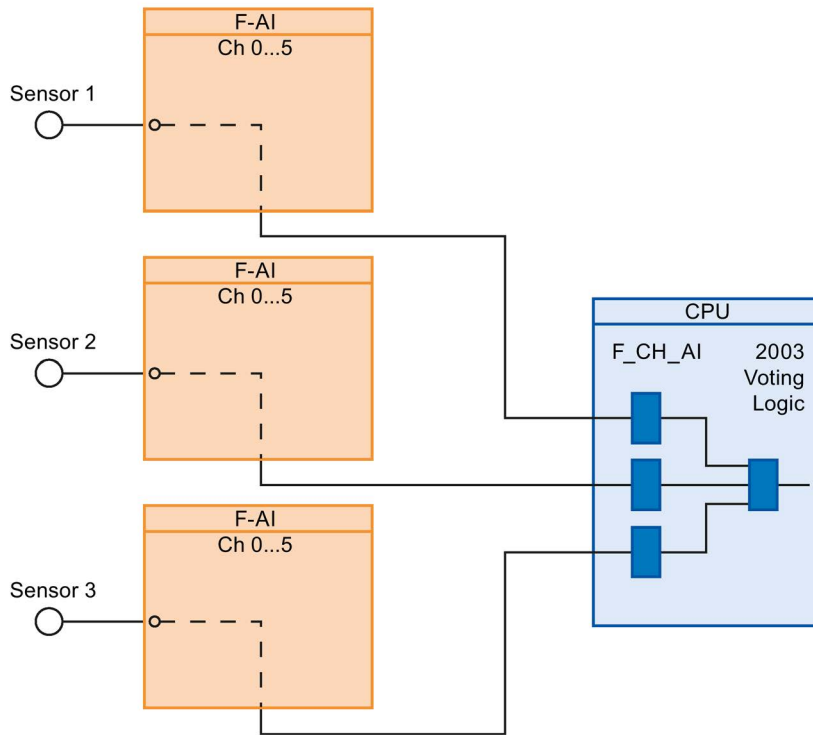 F-AI
Ch 0...5
Sensor 1
F-AI
Ch 0...5
Sensor 2
CPU
F_CH_AI
2003
Voting
Logic
F-AI
Ch 0...5
Sensor 3